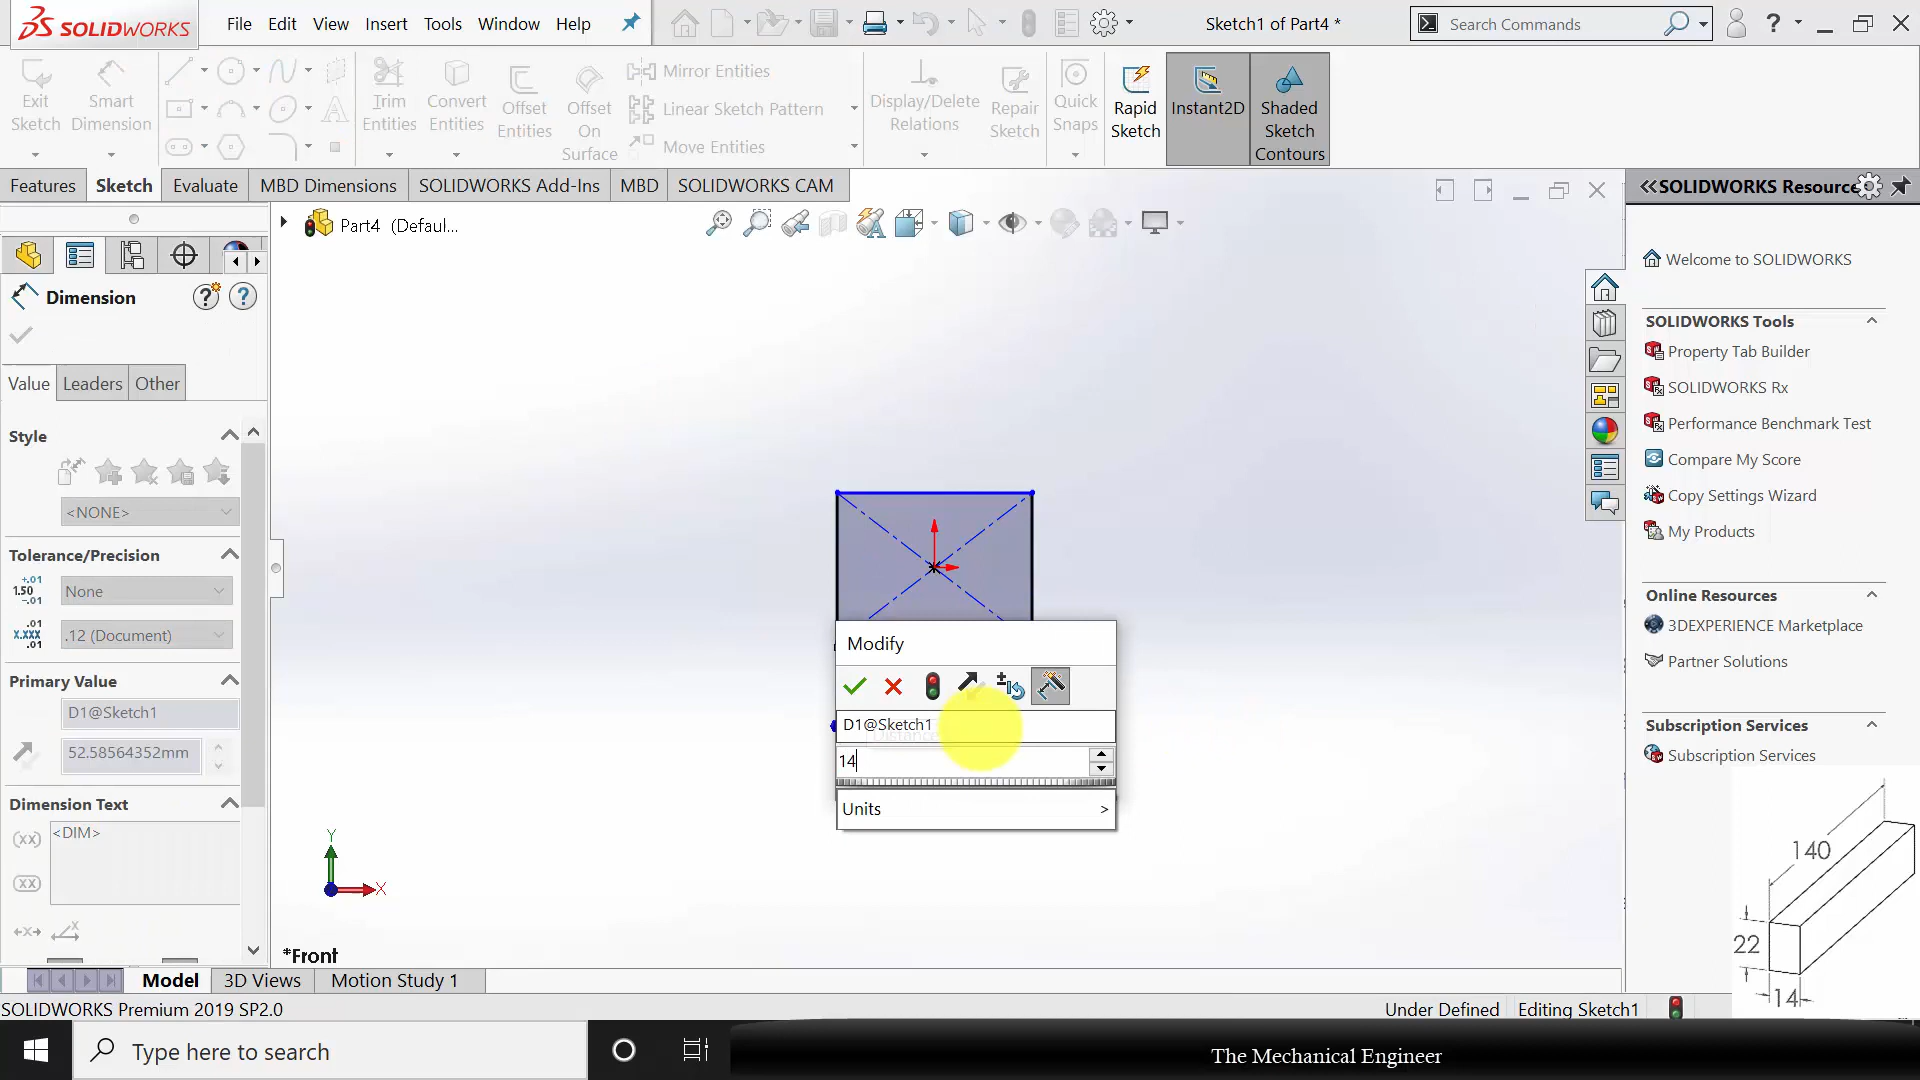 SOLIDWORKS
File Edit View Insert Tools Window Help
Sketch1 of Part4 *
Search Commands
?
Exit Sketch
Smart Dimension
Trim Entities
Convert Entities
Offset Entities
Offset On Surface
Mirror Entities
Linear Sketch Pattern
Move Entities
Display/Delete Relations
Repair Sketch
Quick Snaps
Rapid Sketch
Instant2D
Shaded Sketch Contours
Features Sketch Evaluate MBD Dimensions SOLIDWORKS Add-Ins MBD SOLIDWORKS CAM
Part4 (Defaul...
Dimension
Value Leaders Other
Style
<NONE>
Tolerance/Precision
None
.12 (Document)
Primary Value
D1@Sketch1
52.58564352mm
Dimension Text
<DIM>
Modify
D1@Sketch1
14
Units >
Y
X
*Front
SOLIDWORKS Resource
Welcome to SOLIDWORKS
SOLIDWORKS Tools
Property Tab Builder
SOLIDWORKS Rx
Performance Benchmark Test
Compare My Score
Copy Settings Wizard
My Products
Online Resources
3DEXPERIENCE Marketplace
Partner Solutions
Subscription Services
Subscription Services
140
22
14
Model 3D Views Motion Study 1
SOLIDWORKS Premium 2019 SP2.0
Under Defined Editing Sketch1
Type here to search
The Mechanical Engineer